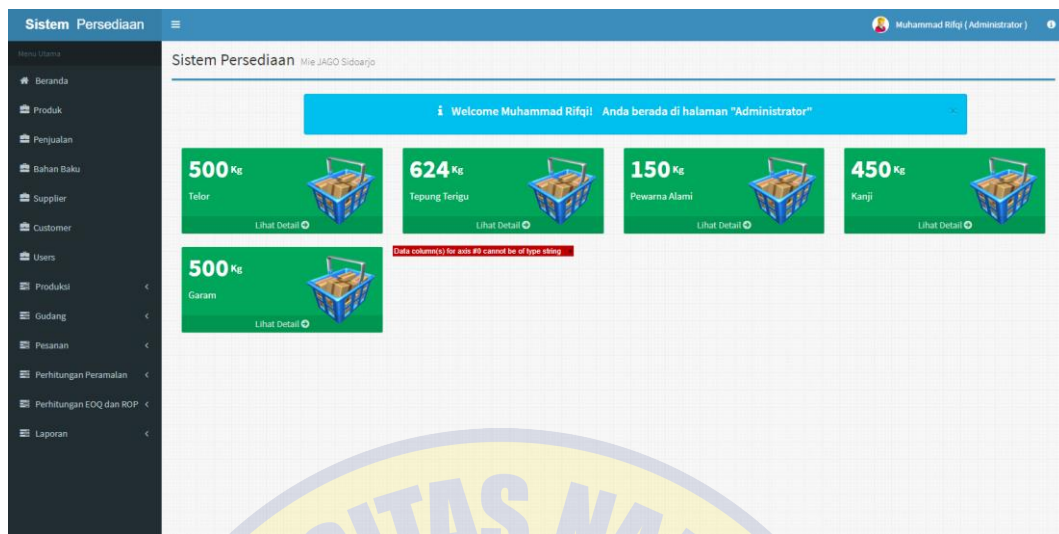 Sistem Persediaan
Muhammad Rifqi ( Administrator )
Menu Utama
Beranda
Produk
Penjualan
Bahan Baku
Supplier
Customer
Users
Produksi
Gudang
Pesanan
Perhitungan Peramalan
Perhitungan EOQ dan ROP
Laporan
Sistem Persediaan Mie JAGO Sidoarjo
Welcome Muhammad Rifqi! Anda berada di halaman "Administrator"
500 Kg
Telor
Lihat Detail
624 Kg
Tepung Terigu
Lihat Detail
150 Kg
Pewarna Alami
Lihat Detail
450 Kg
Kanji
Lihat Detail
500 Kg
Garam
Lihat Detail
Data column(s) for axis #0 cannot be of type string
ITAS NA